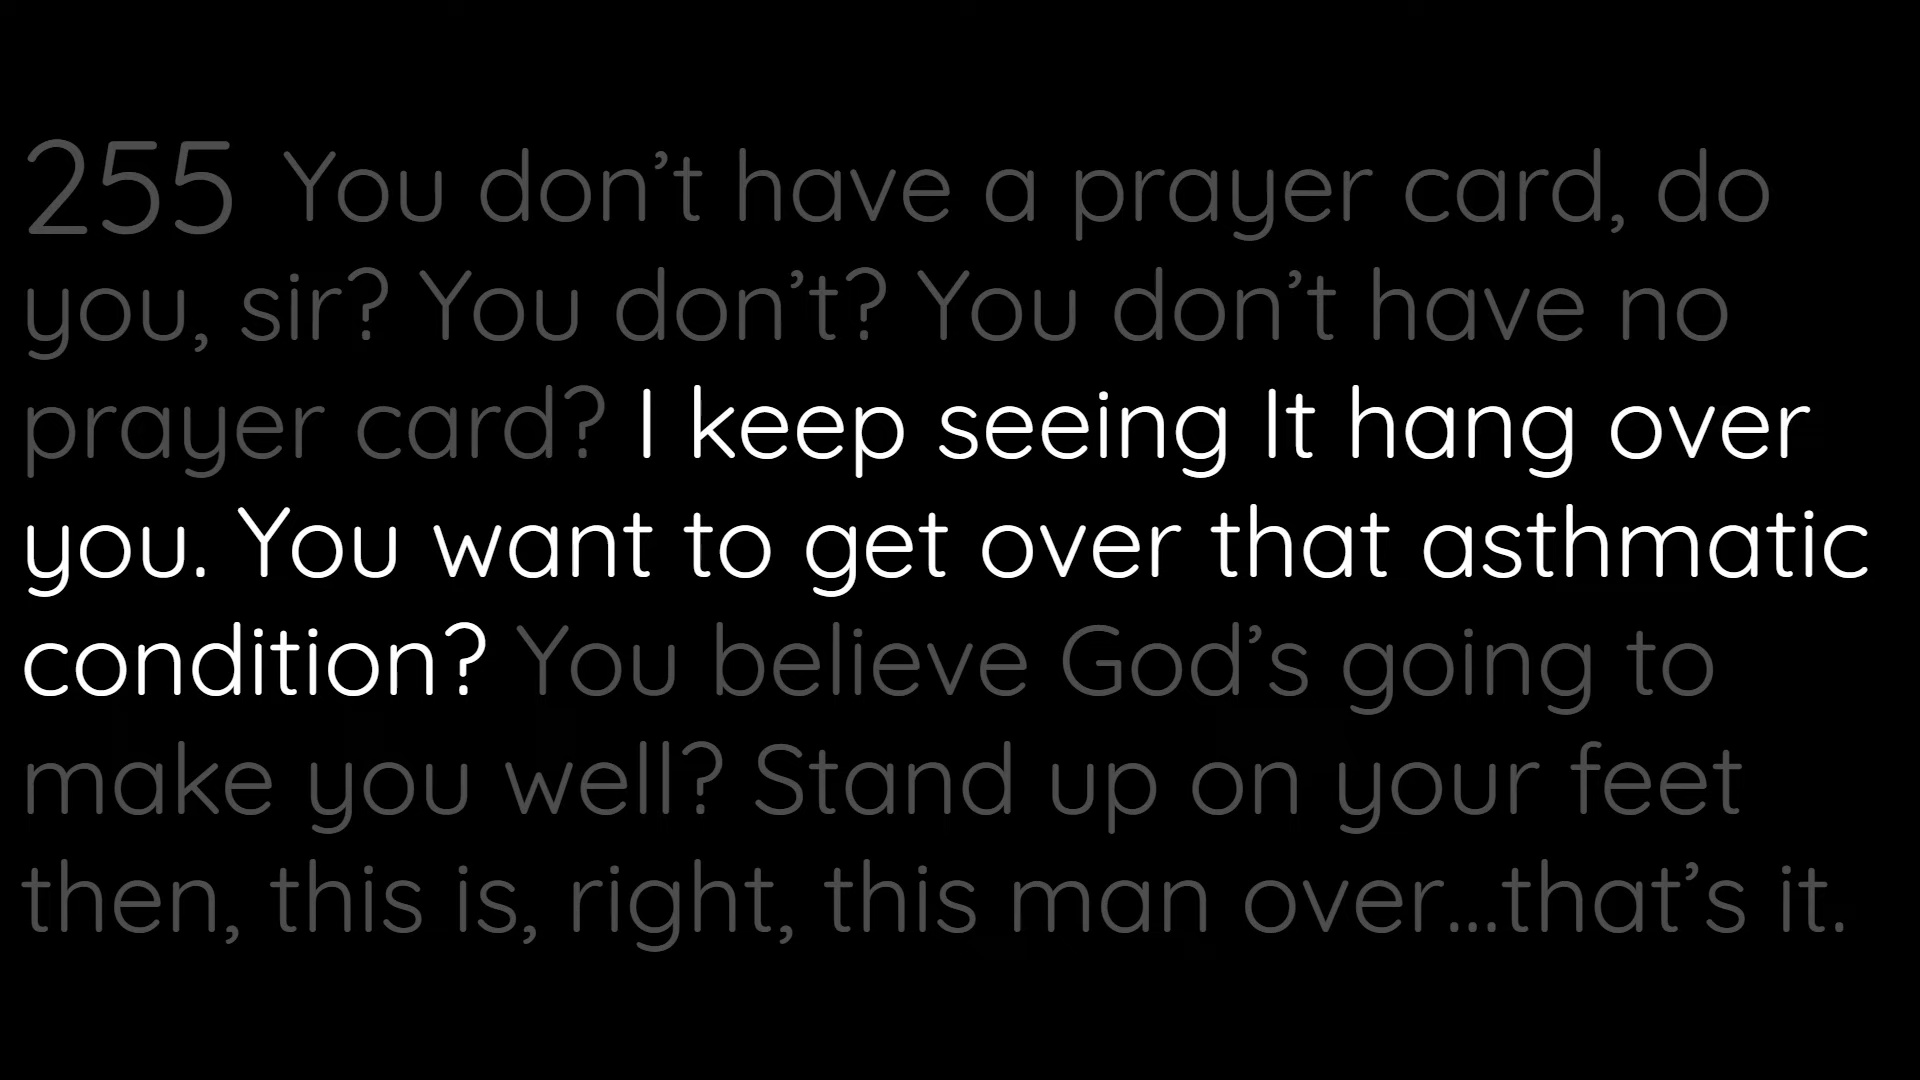 255 You don’t have a prayer card, do
you, sir? You don’t? You don’t have no
prayer card? I keep seeing It hang over
you. You want to get over that asthmatic
condition? You believe God’s going to
make you well? Stand up on your feet
then, this is, right, this man over...that’s it.